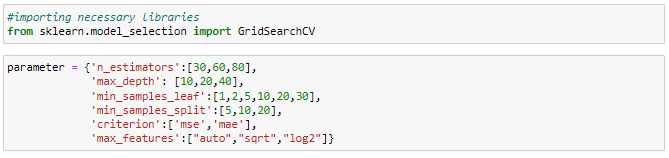 #importing necessary libraries
from sklearn.model_selection import GridSearchCV
parameter = {'n_estimators':[30,60,80],
'max_depth': [10,20,40],
'min_samples_leaf':[1,2,5,10,20,30],
'min_samples_split':[5,10,20],
'criterion':['mse','mae'],
'max_features':["auto","sqrt","log2"]}